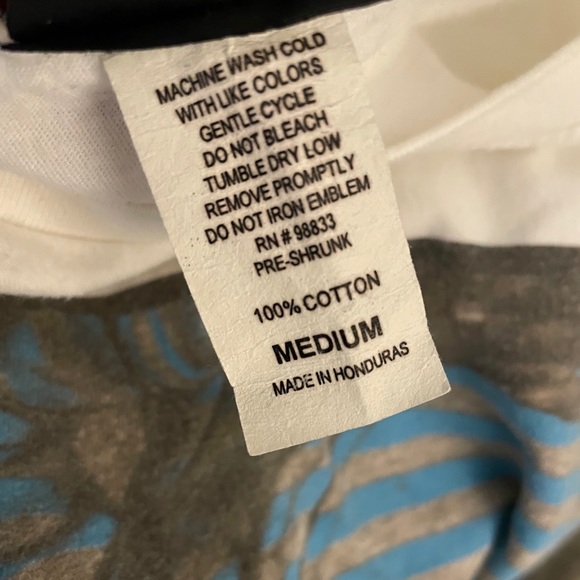 MACHINE WASH COLD
WITH LIKE COLORS
GENTLE CYCLE
DO NOT BLEACH
TUMBLE DRY LOW
REMOVE PROMPTLY
DO NOT IRON EMBLEM
RN # 98833
PRE-SHRUNK
100% COTTON
MEDIUM
MADE IN HONDURAS